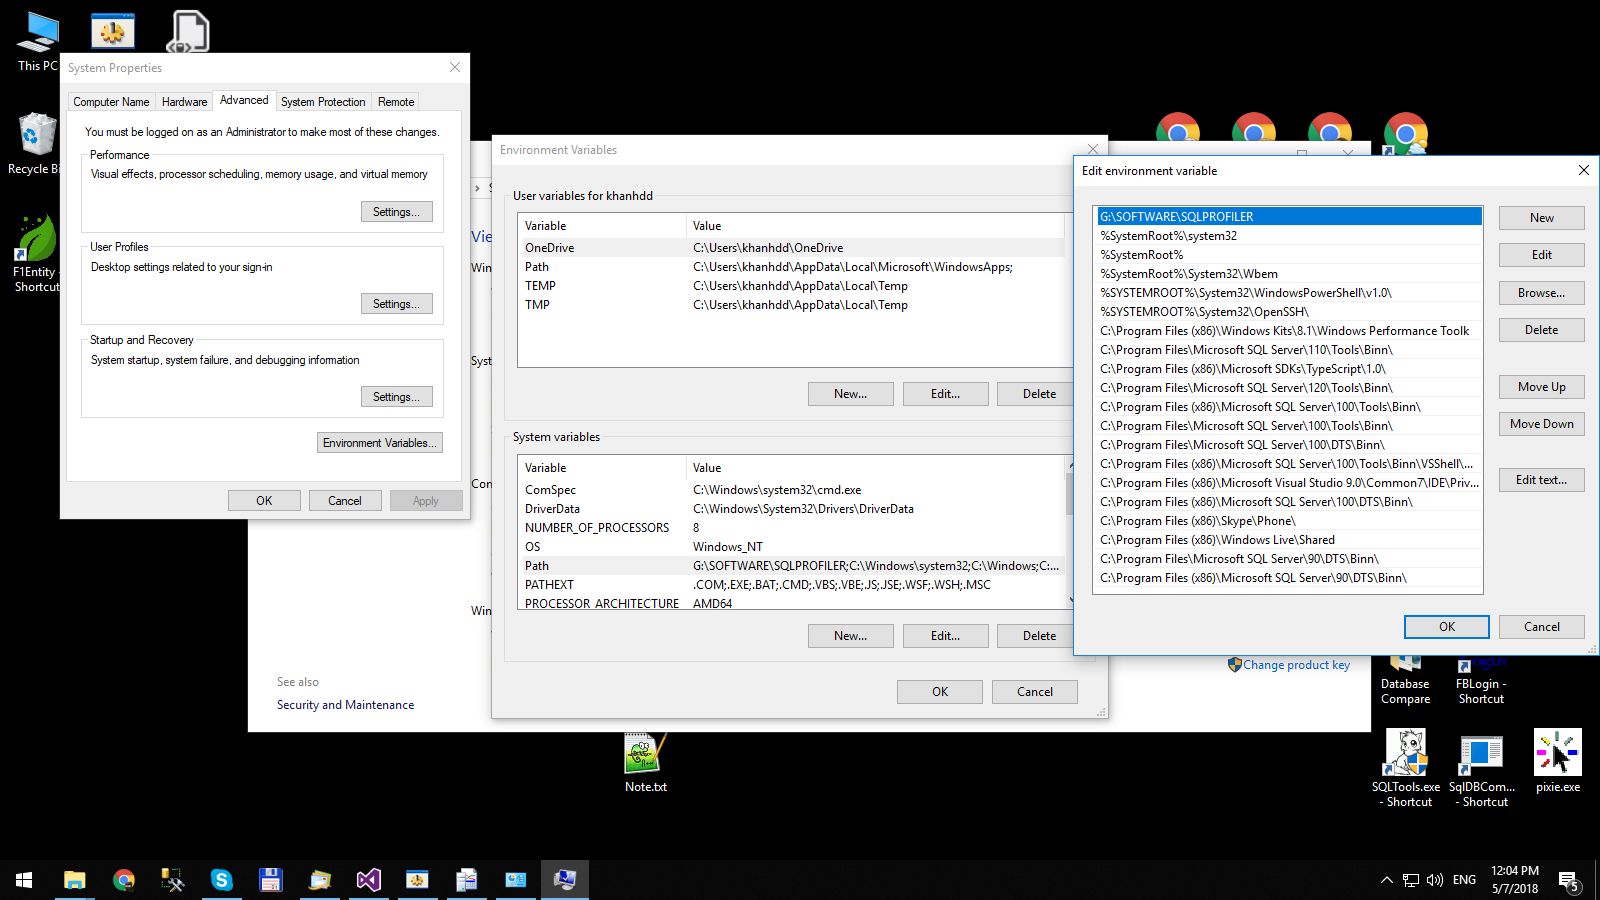 This PC
Recycle Bi
F1Entity -
Shortcut
System Properties
Computer Name
Hardware
Advanced
System Protection
Remote
You must be logged on as an Administrator to make most of these changes.
Performance
Visual effects, processor scheduling, memory usage, and virtual memory
Settings...
User Profiles
Desktop settings related to your sign-in
Settings...
Startup and Recovery
System startup, system failure, and debugging information
Settings...
Environment Variables...
OK
Cancel
Apply
Vie
Win
Syst
Con
Win
See also
Security and Maintenance
Change product key
Environment Variables
User variables for khanhdd
Variable Value
OneDrive C:\Users\khanhdd\OneDrive
Path C:\Users\khanhdd\AppData\Local\Microsoft\WindowsApps;
TEMP C:\Users\khanhdd\AppData\Local\Temp
TMP C:\Users\khanhdd\AppData\Local\Temp
New...
Edit...
Delete
System variables
Variable Value
ComSpec C:\Windows\system32\cmd.exe
DriverData C:\Windows\System32\Drivers\DriverData
NUMBER_OF_PROCESSORS 8
OS Windows_NT
Path G:\SOFTWARE\SQLPROFILER;C:\Windows\system32;C:\Windows;C:...
PATHEXT .COM;.EXE;.BAT;.CMD;.VBS;.VBE;.JS;.JSE;.WSF;.WSH;.MSC
PROCESSOR_ARCHITECTURE AMD64
New...
Edit...
Delete
OK
Cancel
Edit environment variable
G:\SOFTWARE\SQLPROFILER
%SystemRoot%\system32
%SystemRoot%
%SystemRoot%\System32\Wbem
%SYSTEMROOT%\System32\WindowsPowerShell\v1.0\
%SYSTEMROOT%\System32\OpenSSH\
C:\Program Files (x86)\Windows Kits\8.1\Windows Performance Toolk
C:\Program Files\Microsoft SQL Server\110\Tools\Binn\
C:\Program Files (x86)\Microsoft SDKs\TypeScript\1.0\
C:\Program Files\Microsoft SQL Server\120\Tools\Binn\
C:\Program Files (x86)\Microsoft SQL Server\100\Tools\Binn\
C:\Program Files\Microsoft SQL Server\100\Tools\Binn\
C:\Program Files\Microsoft SQL Server\100\DTS\Binn\
C:\Program Files (x86)\Microsoft SQL Server\100\Tools\Binn\VSShell\...
C:\Program Files (x86)\Microsoft Visual Studio 9.0\Common7\IDE\Priv...
C:\Program Files (x86)\Microsoft SQL Server\100\DTS\Binn\
C:\Program Files (x86)\Skype\Phone\
C:\Program Files (x86)\Windows Live\Shared
C:\Program Files\Microsoft SQL Server\90\DTS\Binn\
C:\Program Files (x86)\Microsoft SQL Server\90\DTS\Binn\
New
Edit
Browse...
Delete
Move Up
Move Down
Edit text...
OK
Cancel
Database
Compare
FBLogin -
Shortcut
Note.txt
SQLTools.exe
- Shortcut
SqlDBCom...
- Shortcut
pixie.exe
ENG
12:04 PM
5/7/2018
5